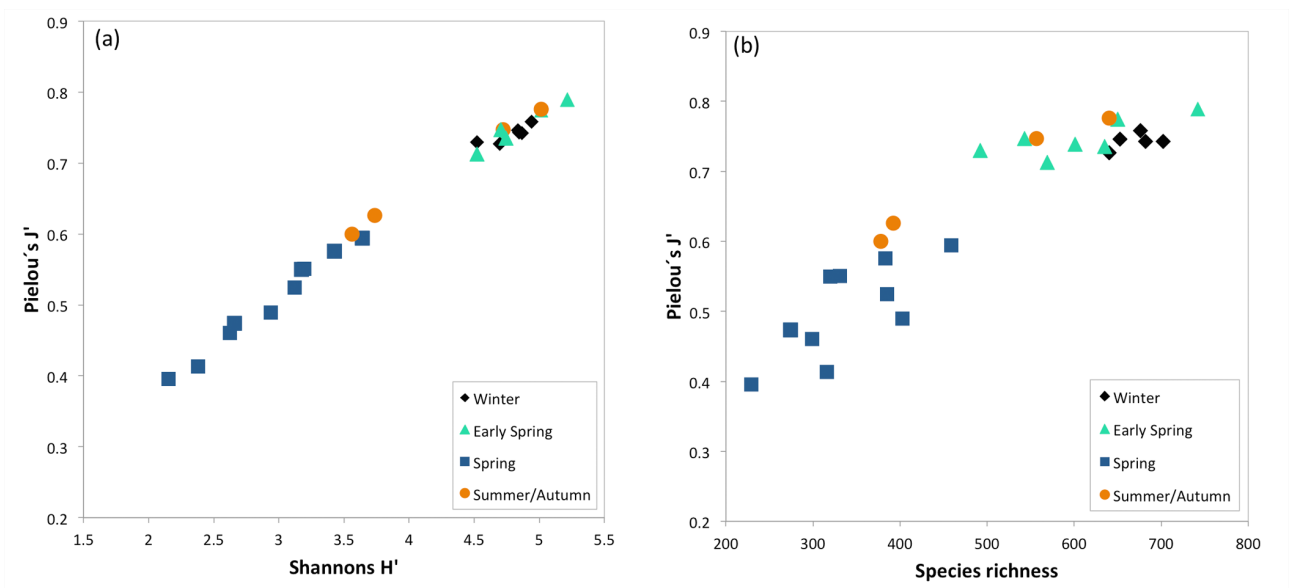 (a)
0.9
0.8
0.7
0.6
0.5
0.4
0.3
0.2
Pielou´s J'
1.5 2 2.5 3 3.5 4 4.5 5 5.5
Shannons H'
Winter
Early Spring
Spring
Summer/Autumn
(b)
0.9
0.8
0.7
0.6
0.5
0.4
0.3
0.2
Pielou´s J'
200 300 400 500 600 700 800
Species richness
Winter
Early Spring
Spring
Summer/Autumn